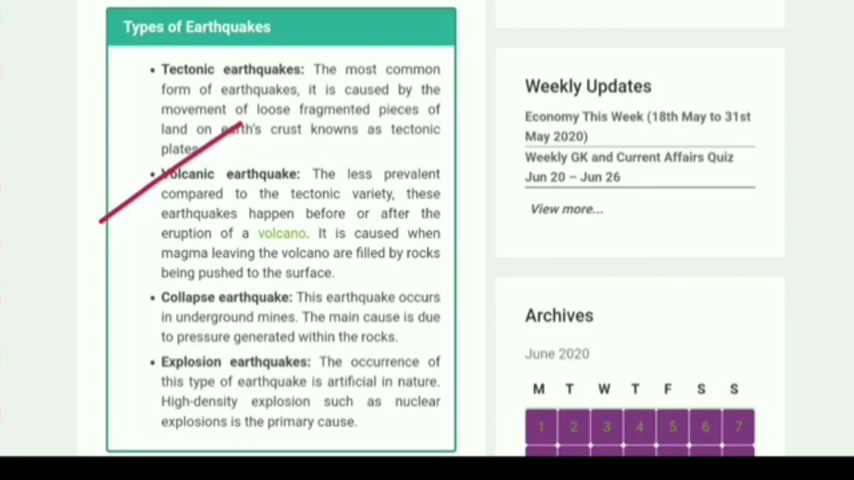 Types of Earthquakes
• Tectonic earthquakes: The most common
form of earthquakes, it is caused by the
movement of loose fragmented pieces of
land on earth's crust knowns as tectonic
plates
• Volcanic earthquake: The less prevalent
compared to the tectonic variety, these
earthquakes happen before or after the
eruption of a volcano. It is caused when
magma leaving the volcano are filled by rocks
being pushed to the surface.
• Collapse earthquake: This earthquake occurs
in underground mines. The main cause is due
to pressure generated within the rocks.
• Explosion earthquakes: The occurrence of
this type of earthquake is artificial in nature.
High-density explosion such as nuclear
explosions is the primary cause.
Weekly Updates
Economy This Week (18th May to 31st
May 2020)
Weekly GK and Current Affairs Quiz
Jun 20 – Jun 26
View more...
Archives
June 2020
M T W T F S S
1 2 3 4 5 6 7